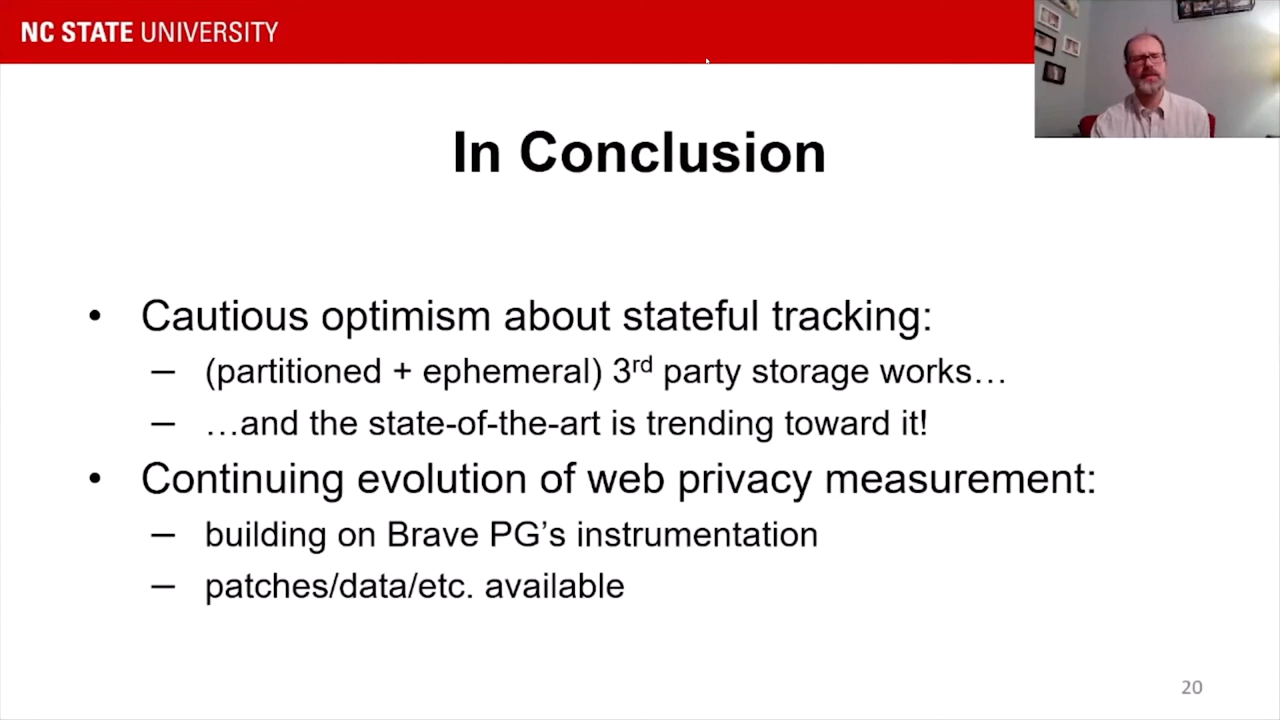 NC STATE UNIVERSITY
In Conclusion
• Cautious optimism about stateful tracking:
– (partitioned + ephemeral) 3rd party storage works…
– …and the state-of-the-art is trending toward it!
• Continuing evolution of web privacy measurement:
– building on Brave PG’s instrumentation
– patches/data/etc. available
20